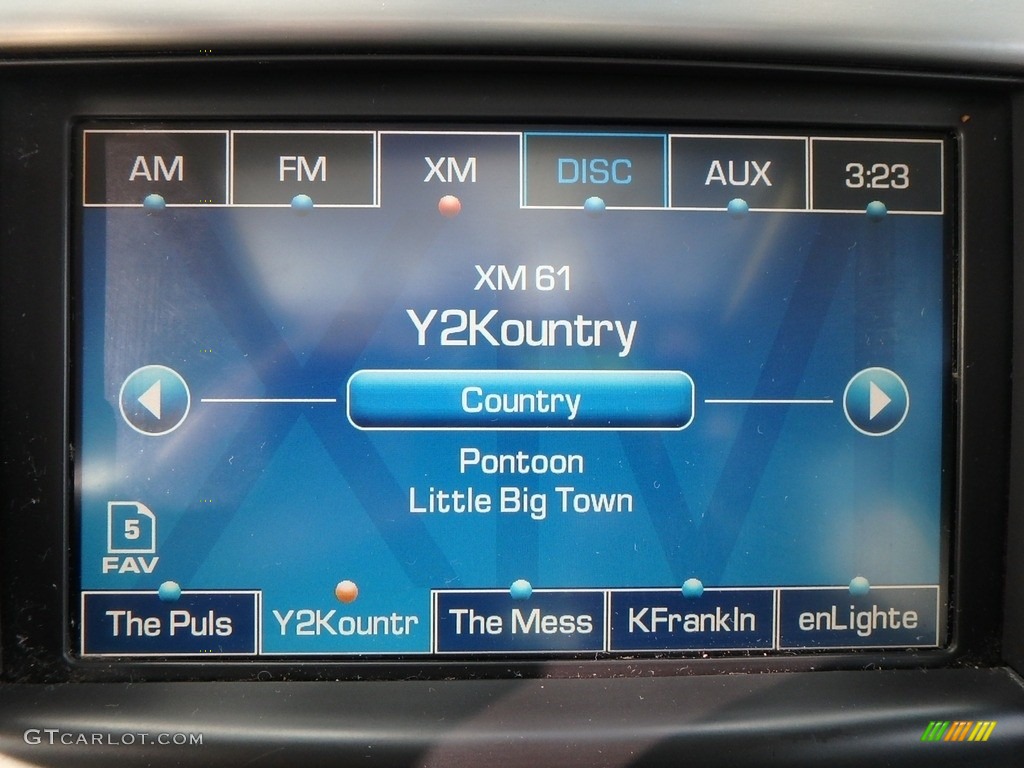 AM FM XM DISC AUX 3:23
XM 61
Y2Kountry
Country
Pontoon
Little Big Town
5
FAV
The Puls Y2Kountr The Mess KFrankln enLighte
GTCARLOT.COM